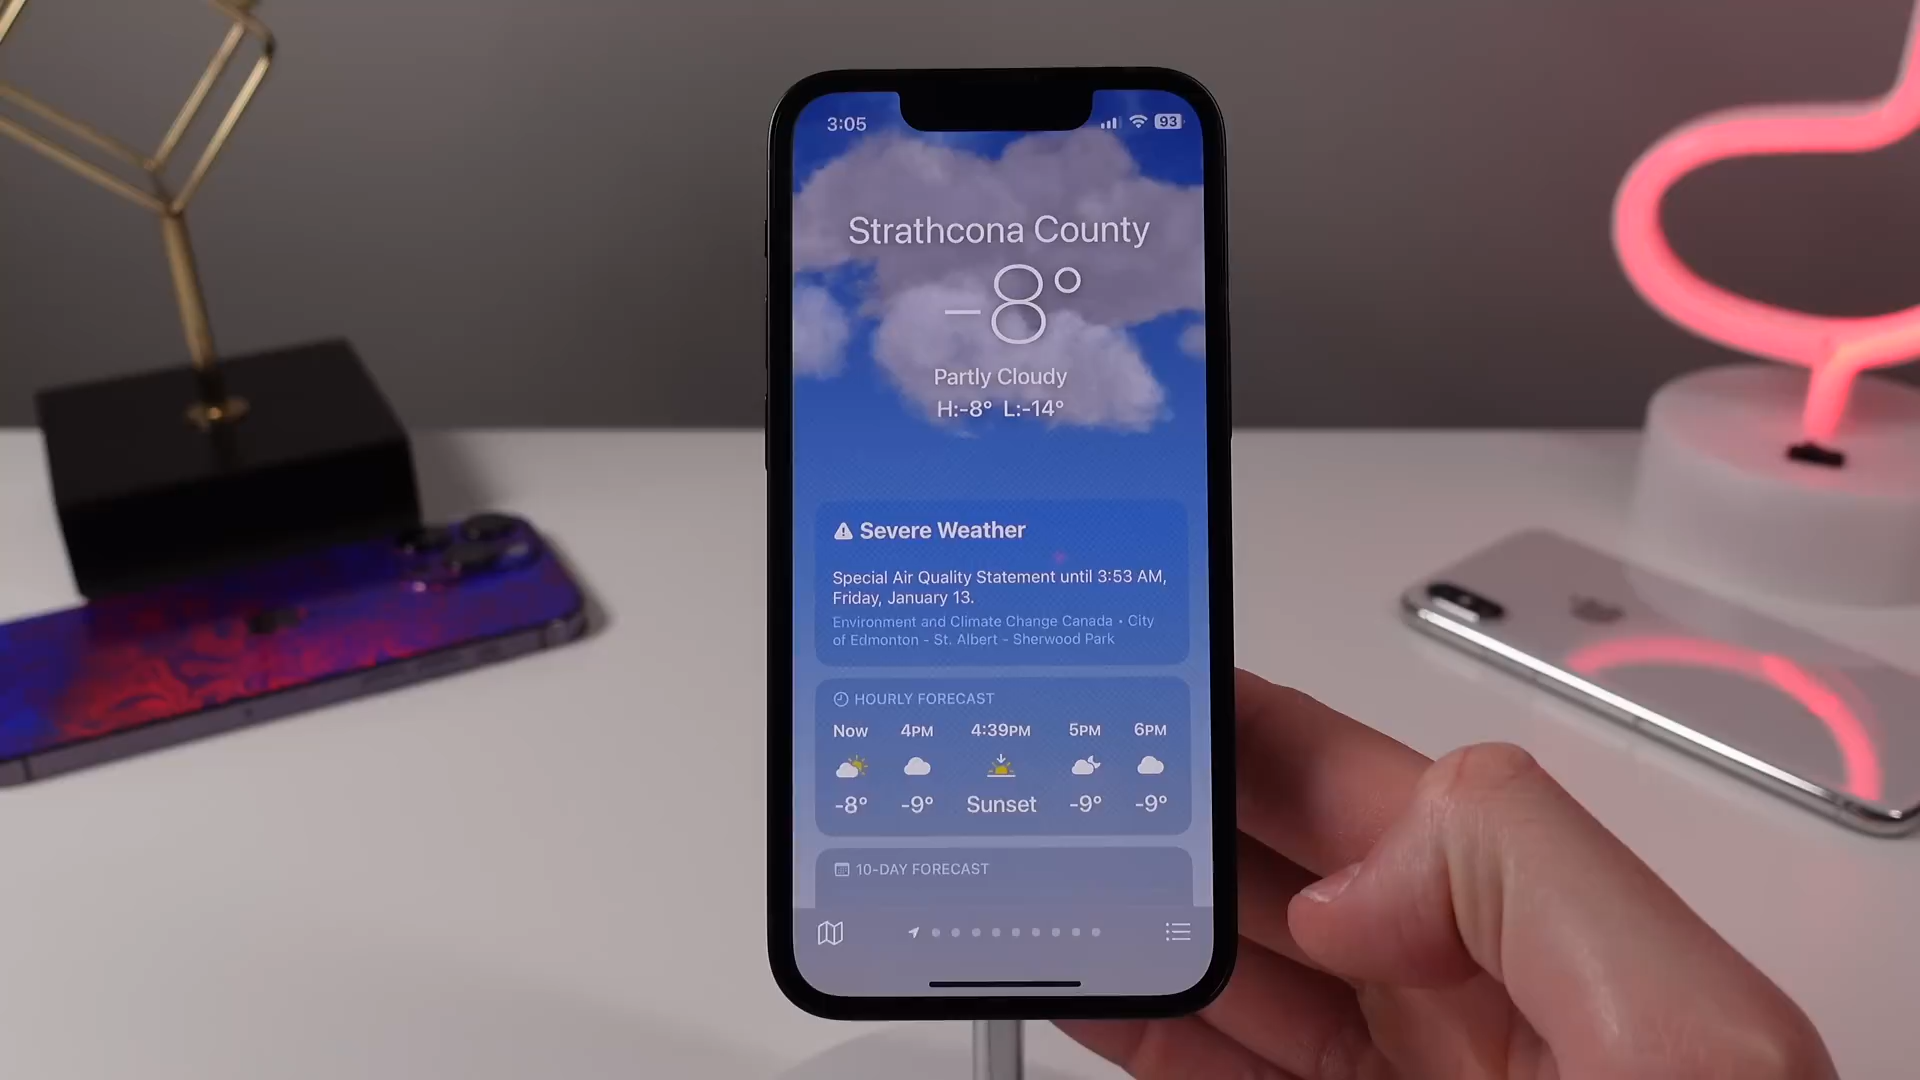 3:05
93
Strathcona County
-8°
Partly Cloudy
H:-8° L:-14°
Severe Weather
Special Air Quality Statement until 3:53 AM,
Friday, January 13.
Environment and Climate Change Canada • City
of Edmonton - St. Albert - Sherwood Park
HOURLY FORECAST
Now 4PM 4:39PM 5PM 6PM
-8° -9° Sunset -9° -9°
10-DAY FORECAST